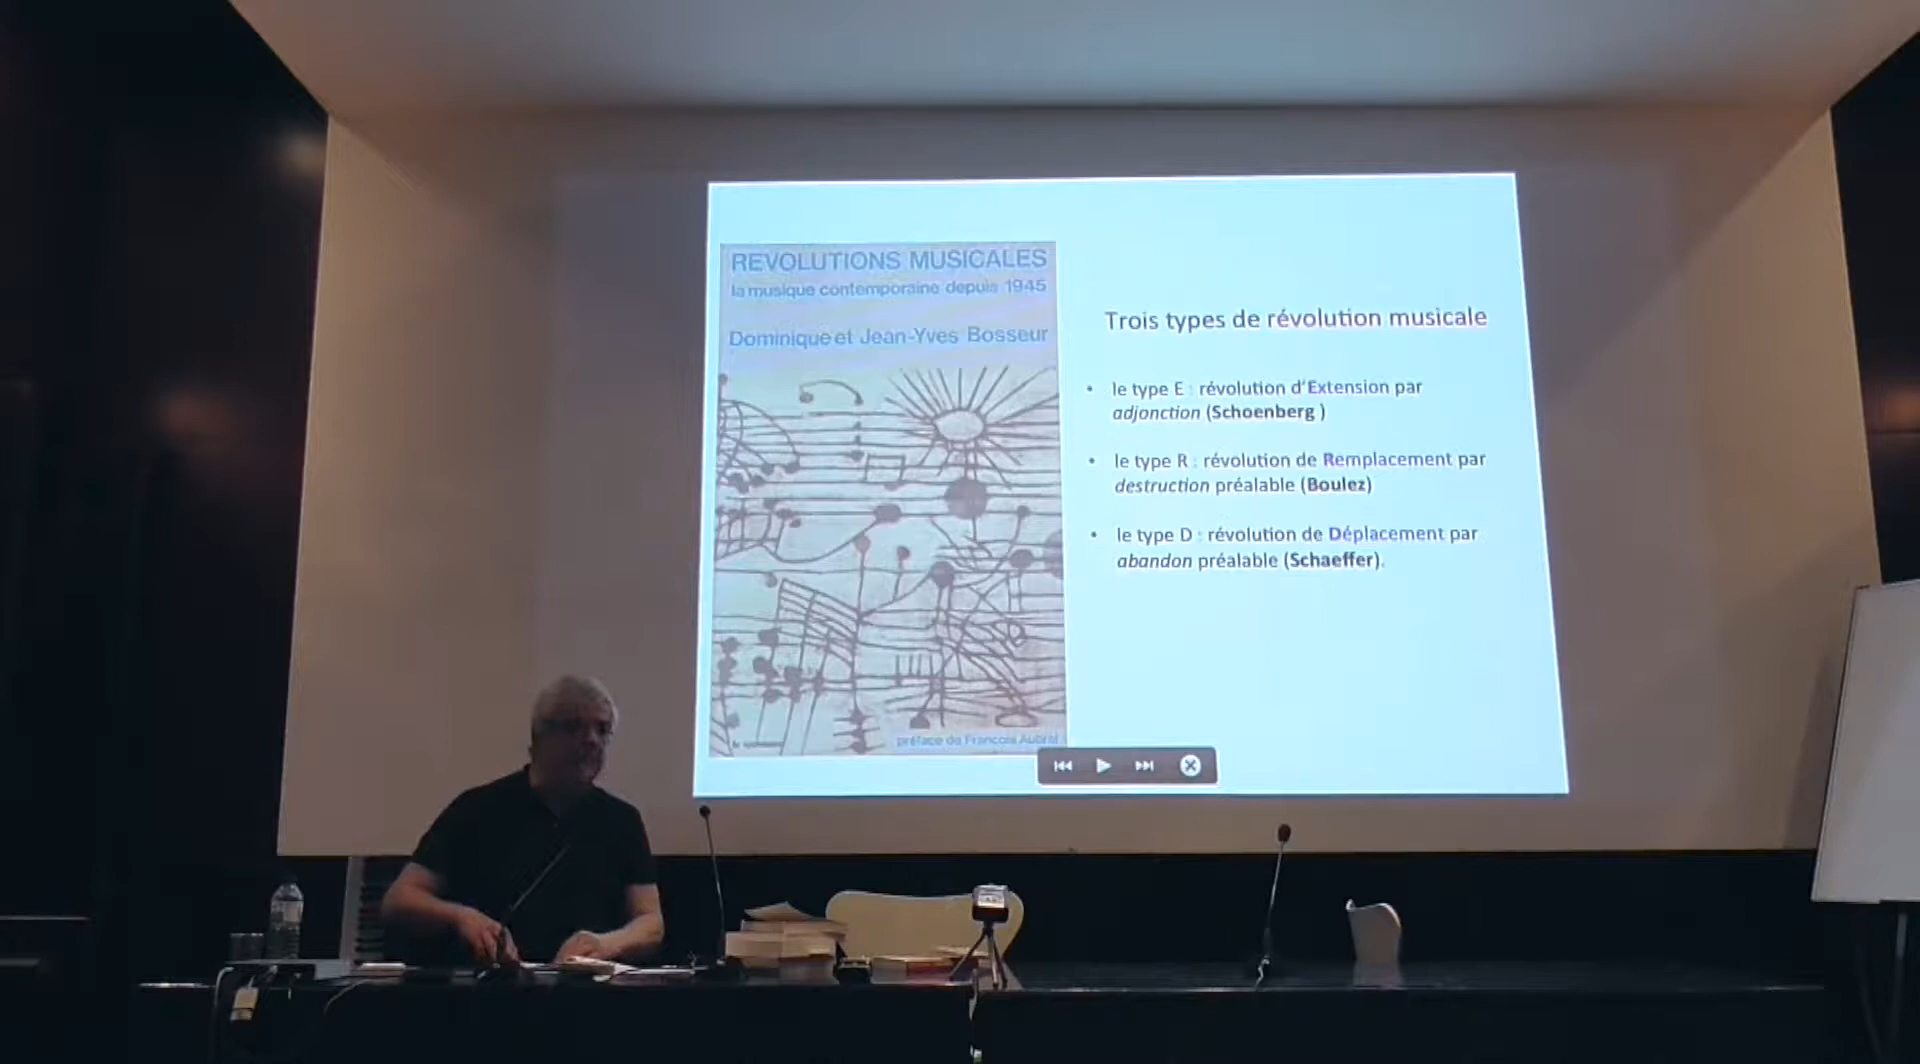 REVOLUTIONS MUSICALES
la musique contemporaine depuis 1945
Dominique et Jean-Yves Bosseur
préface de François Aubral
Trois types de révolution musicale
• le type E : révolution d'Extension par
adjonction (Schoenberg )
• le type R : révolution de Remplacement par
destruction préalable (Boulez)
• le type D : révolution de Déplacement par
abandon préalable (Schaeffer).